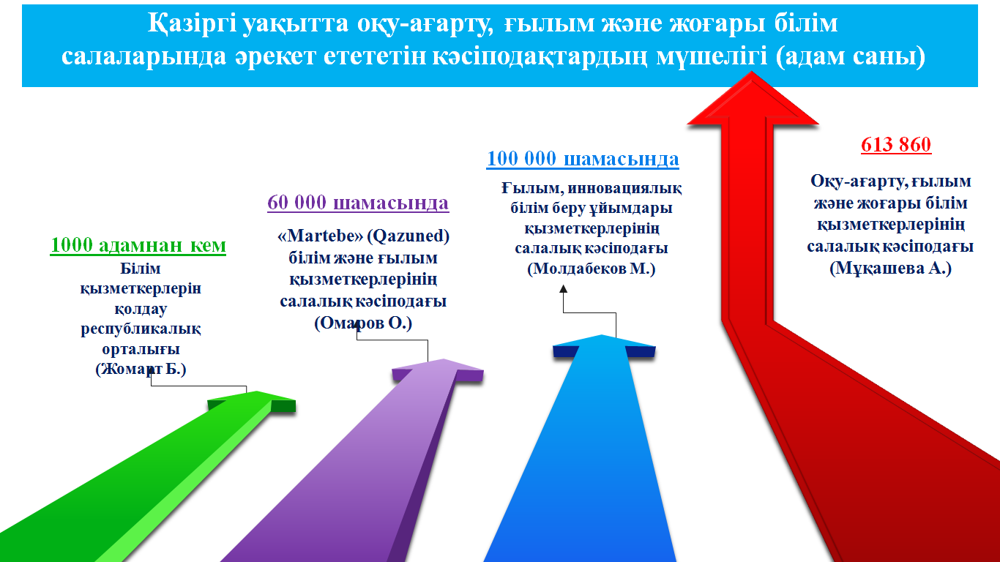 Қазіргі уақытта оқу-ағарту, ғылым және жоғары білім
салаларында әрекет етететін кәсіподақтардың мүшелігі (адам саны)
1000 адамнан кем
Білім
қызметкерлерін
қолдау
республикалық
орталығы
(Жомарт Б.)
60 000 шамасында
«Martebe» (Qazuned)
білім және ғылым
қызметкерлерінің
салалық кәсіподағы
(Омаров О.)
100 000 шамасында
Ғылым, инновациялық
білім беру ұйымдары
қызметкерлерінің
салалық кәсіподағы
(Молдабеков М.)
613 860
Оқу-ағарту, ғылым
және жоғары білім
қызметкерлерінің
салалық кәсіподағы
(Мұқашева А.)